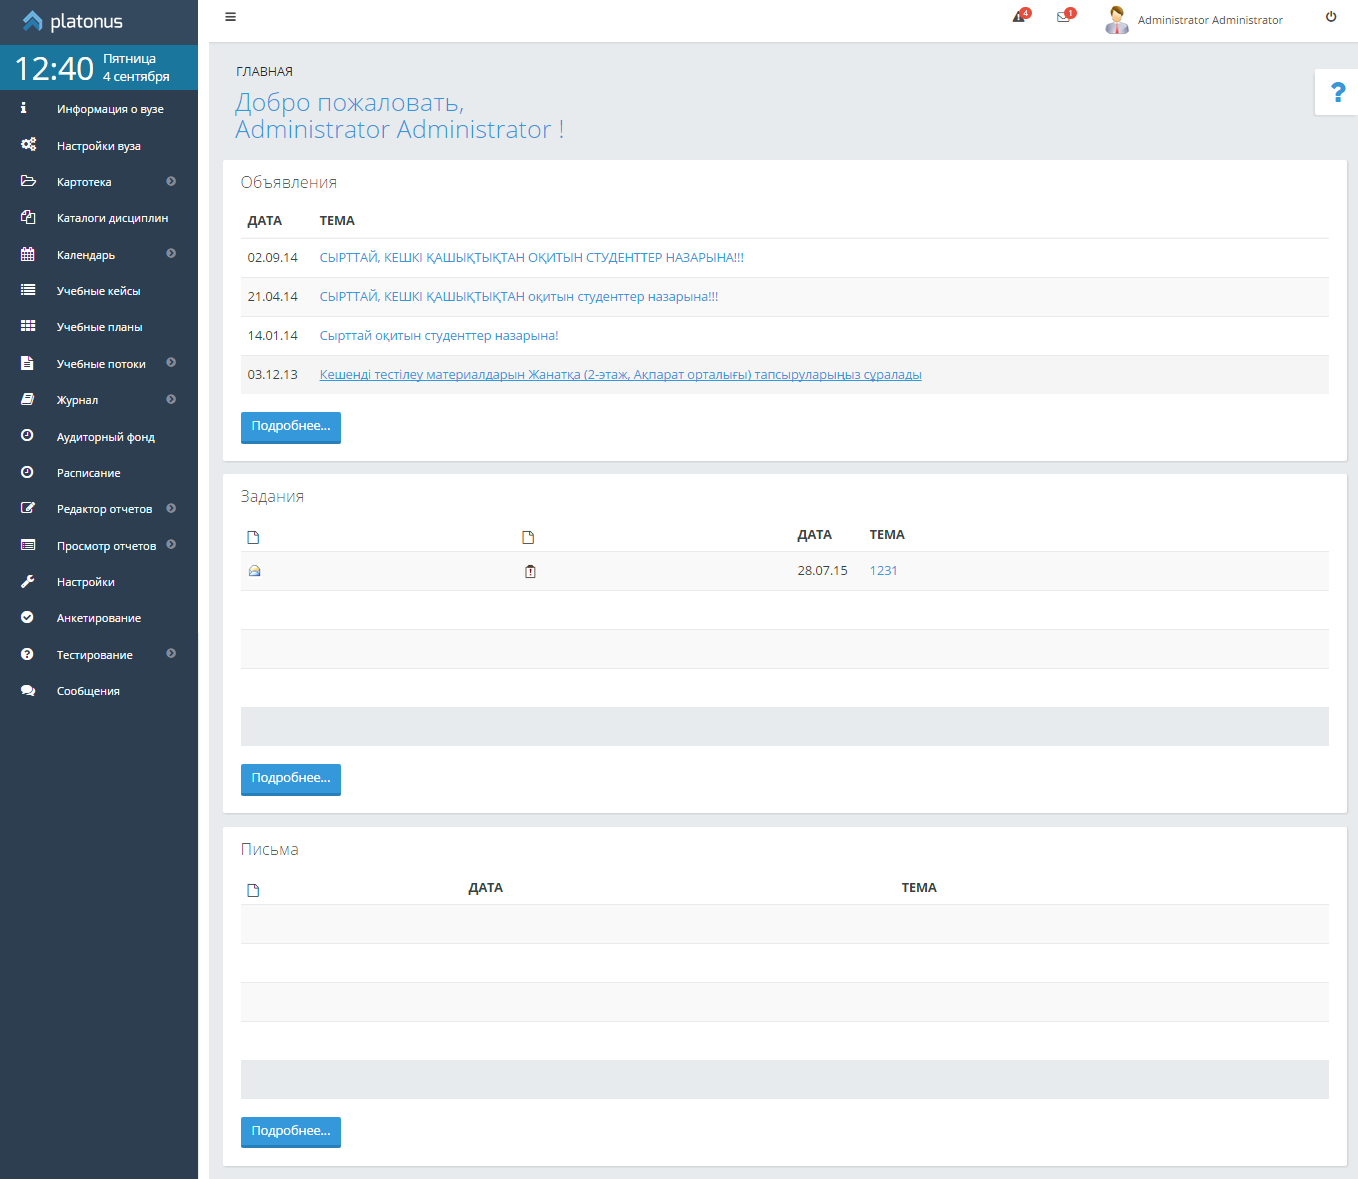 platonus
12:40 Пятница
4 сентября
Информация о вузе
Настройки вуза
Картотека
Каталоги дисциплин
Календарь
Учебные кейсы
Учебные планы
Учебные потоки
Журнал
Аудиторный фонд
Расписание
Редактор отчетов
Просмотр отчетов
Настройки
Анкетирование
Тестирование
Сообщения
4 1 Administrator Administrator
?
ГЛАВНАЯ
Добро пожаловать,
Administrator Administrator !
Объявления
ДАТА ТЕМА
02.09.14 СЫРТТАЙ, КЕШКІ ҚАШЫҚТЫҚТАН ОҚИТЫН СТУДЕНТТЕР НАЗАРЫНА!!!
21.04.14 СЫРТТАЙ, КЕШКІ ҚАШЫҚТЫҚТАН оқитын студенттер назарына!!!
14.01.14 Сырттай оқитын студенттер назарына!
03.12.13 Кешенді тестілеу материалдарын Жанатқа (2-этаж, Ақпарат орталығы) тапсыруларыңыз сұралады
Подробнее...
Задания
ДАТА ТЕМА
28.07.15 1231
Подробнее...
Письма
ДАТА ТЕМА
Подробнее...